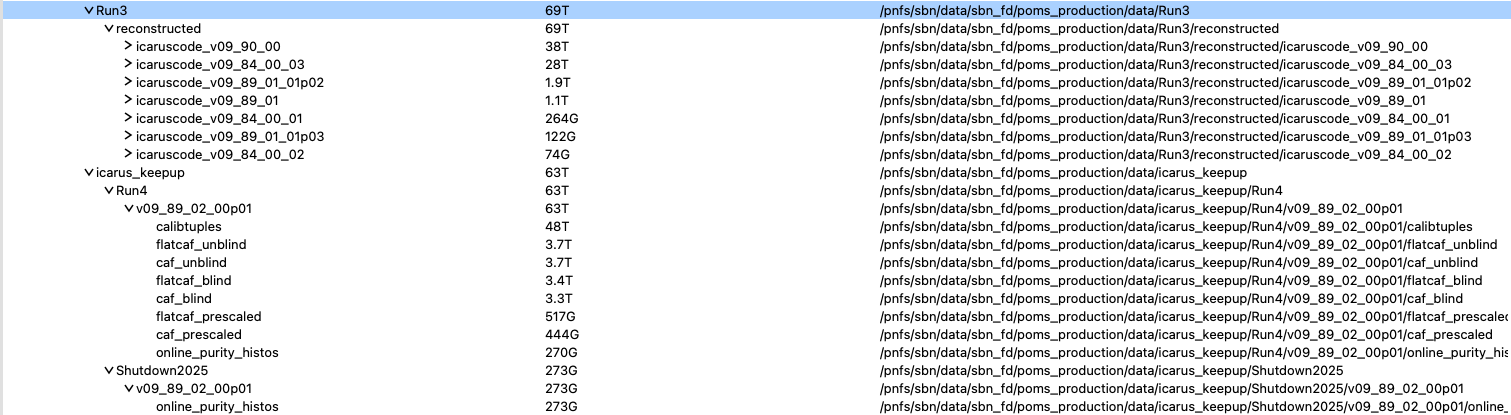 Run3 69T /pnfs/sbn/data/sbn_fd/poms_production/data/Run3
reconstructed 69T /pnfs/sbn/data/sbn_fd/poms_production/data/Run3/reconstructed
icaruscode_v09_90_00 38T /pnfs/sbn/data/sbn_fd/poms_production/data/Run3/reconstructed/icaruscode_v09_90_00
icaruscode_v09_84_00_03 28T /pnfs/sbn/data/sbn_fd/poms_production/data/Run3/reconstructed/icaruscode_v09_84_00_03
icaruscode_v09_89_01_01p02 1.9T /pnfs/sbn/data/sbn_fd/poms_production/data/Run3/reconstructed/icaruscode_v09_89_01_01p02
icaruscode_v09_89_01 1.1T /pnfs/sbn/data/sbn_fd/poms_production/data/Run3/reconstructed/icaruscode_v09_89_01
icaruscode_v09_84_00_01 264G /pnfs/sbn/data/sbn_fd/poms_production/data/Run3/reconstructed/icaruscode_v09_84_00_01
icaruscode_v09_89_01_01p03 122G /pnfs/sbn/data/sbn_fd/poms_production/data/Run3/reconstructed/icaruscode_v09_89_01_01p03
icaruscode_v09_84_00_02 74G /pnfs/sbn/data/sbn_fd/poms_production/data/Run3/reconstructed/icaruscode_v09_84_00_02
icarus_keepup 63T /pnfs/sbn/data/sbn_fd/poms_production/data/icarus_keepup
Run4 63T /pnfs/sbn/data/sbn_fd/poms_production/data/icarus_keepup/Run4
v09_89_02_00p01 63T /pnfs/sbn/data/sbn_fd/poms_production/data/icarus_keepup/Run4/v09_89_02_00p01
calibtuples 48T /pnfs/sbn/data/sbn_fd/poms_production/data/icarus_keepup/Run4/v09_89_02_00p01/calibtuples
flatcaf_unblind 3.7T /pnfs/sbn/data/sbn_fd/poms_production/data/icarus_keepup/Run4/v09_89_02_00p01/flatcaf_unblind
caf_unblind 3.7T /pnfs/sbn/data/sbn_fd/poms_production/data/icarus_keepup/Run4/v09_89_02_00p01/caf_unblind
flatcaf_blind 3.4T /pnfs/sbn/data/sbn_fd/poms_production/data/icarus_keepup/Run4/v09_89_02_00p01/flatcaf_blind
caf_blind 3.3T /pnfs/sbn/data/sbn_fd/poms_production/data/icarus_keepup/Run4/v09_89_02_00p01/caf_blind
flatcaf_prescaled 517G /pnfs/sbn/data/sbn_fd/poms_production/data/icarus_keepup/Run4/v09_89_02_00p01/flatcaf_prescaled
caf_prescaled 444G /pnfs/sbn/data/sbn_fd/poms_production/data/icarus_keepup/Run4/v09_89_02_00p01/caf_prescaled
online_purity_histos 270G /pnfs/sbn/data/sbn_fd/poms_production/data/icarus_keepup/Run4/v09_89_02_00p01/online_purity_his
Shutdown2025 273G /pnfs/sbn/data/sbn_fd/poms_production/data/icarus_keepup/Shutdown2025
v09_89_02_00p01 273G /pnfs/sbn/data/sbn_fd/poms_production/data/icarus_keepup/Shutdown2025/v09_89_02_00p01
online_purity_histos 273G /pnfs/sbn/data/sbn_fd/poms_production/data/icarus_keepup/Shutdown2025/v09_89_02_00p01/online_